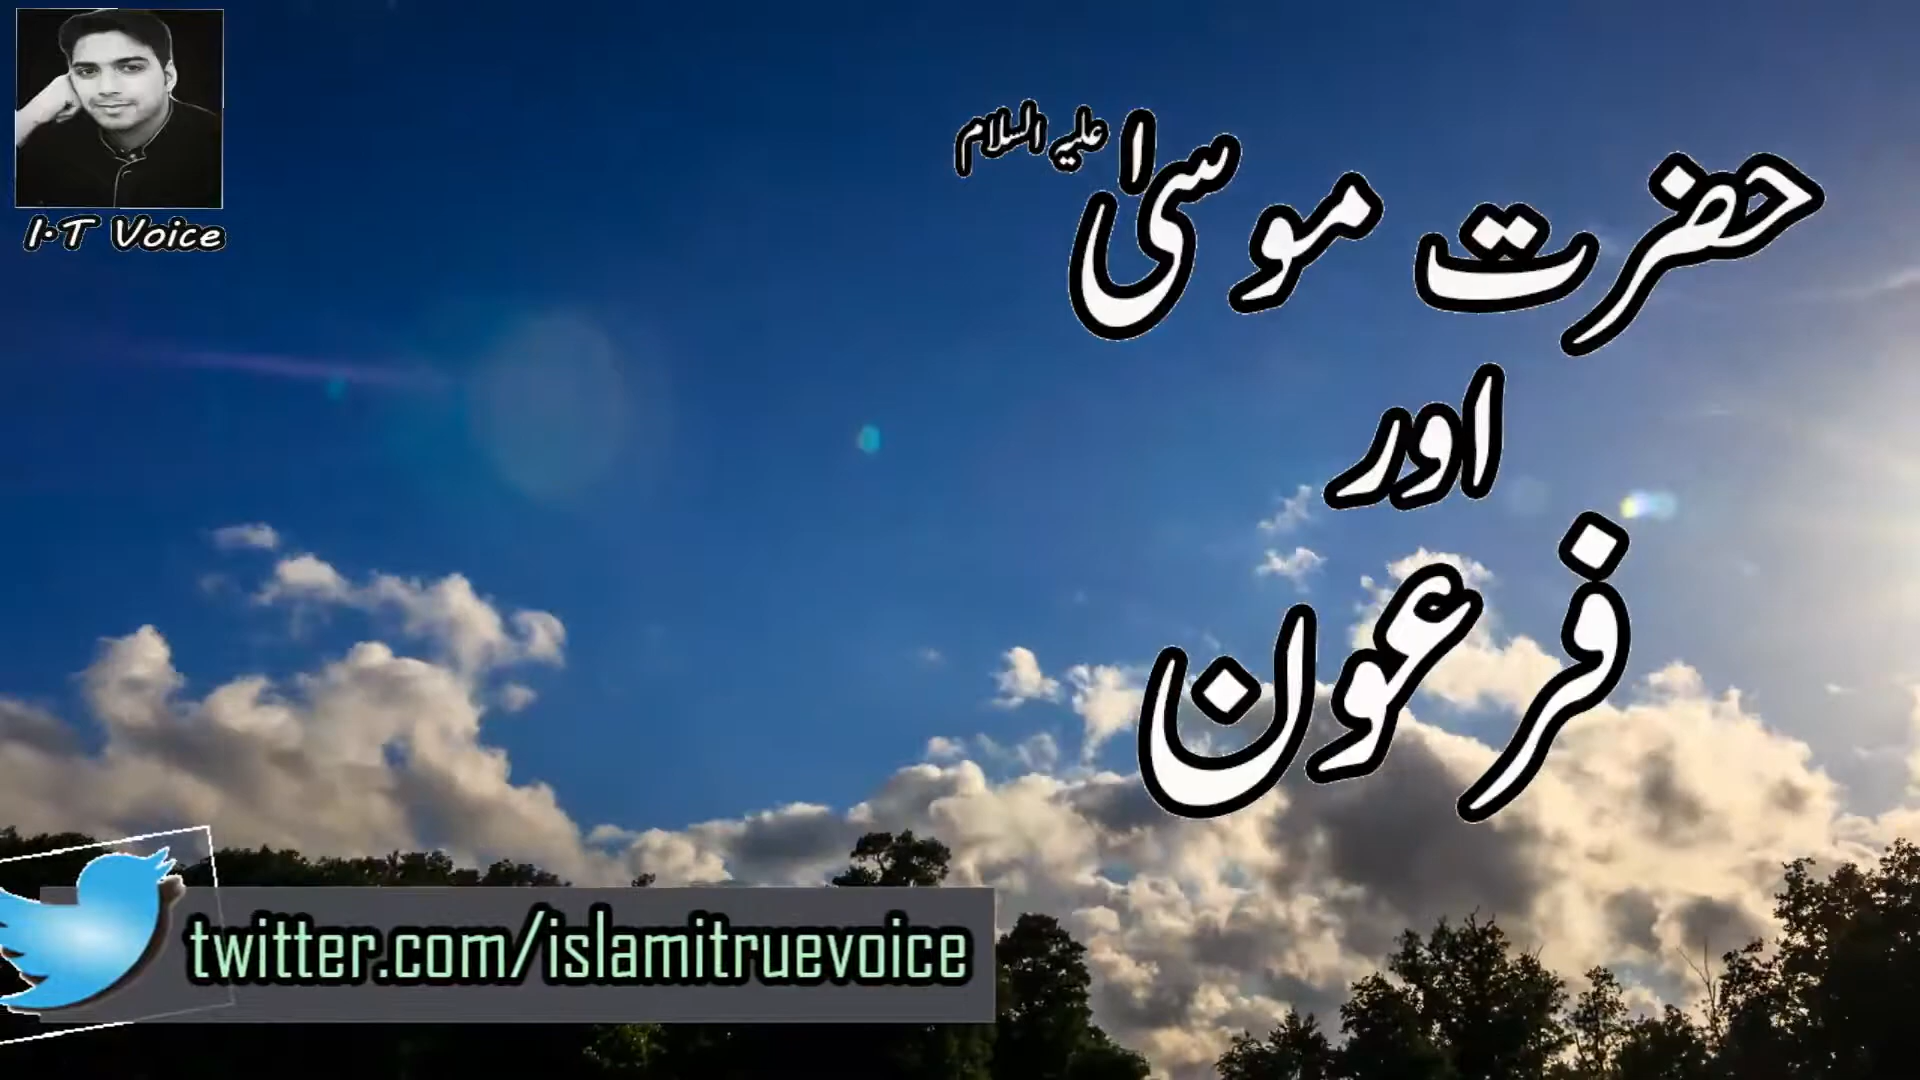 I.T Voice
حضرت موسیٰ علیہ السلام
اور
فرعون
twitter.com/islamitruevoice